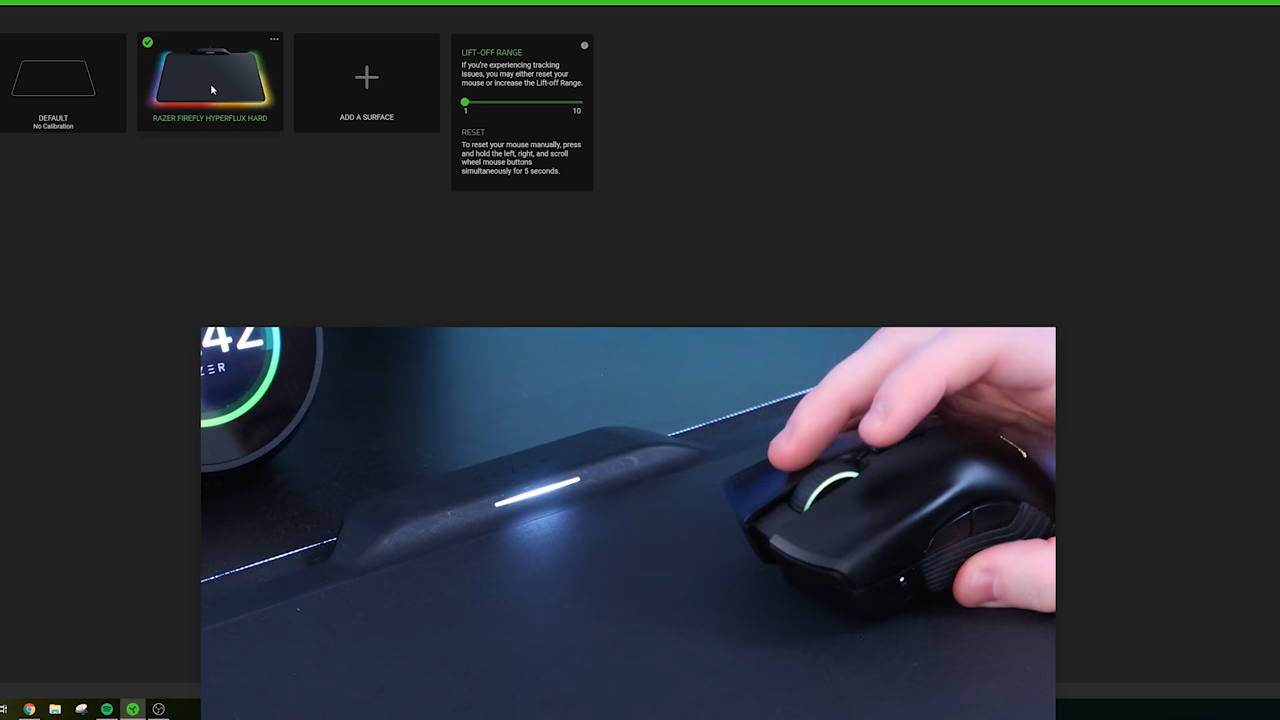 DEFAULT
No Calibration
RAZER FIREFLY HYPERFLUX HARD
ADD A SURFACE
LIFT-OFF RANGE
If you're experiencing tracking
issues, you may either reset your
mouse or increase the Lift-off Range.
1
10
RESET
To reset your mouse manually, press
and hold the left, right, and scroll
wheel mouse buttons
simultaneously for 5 seconds.